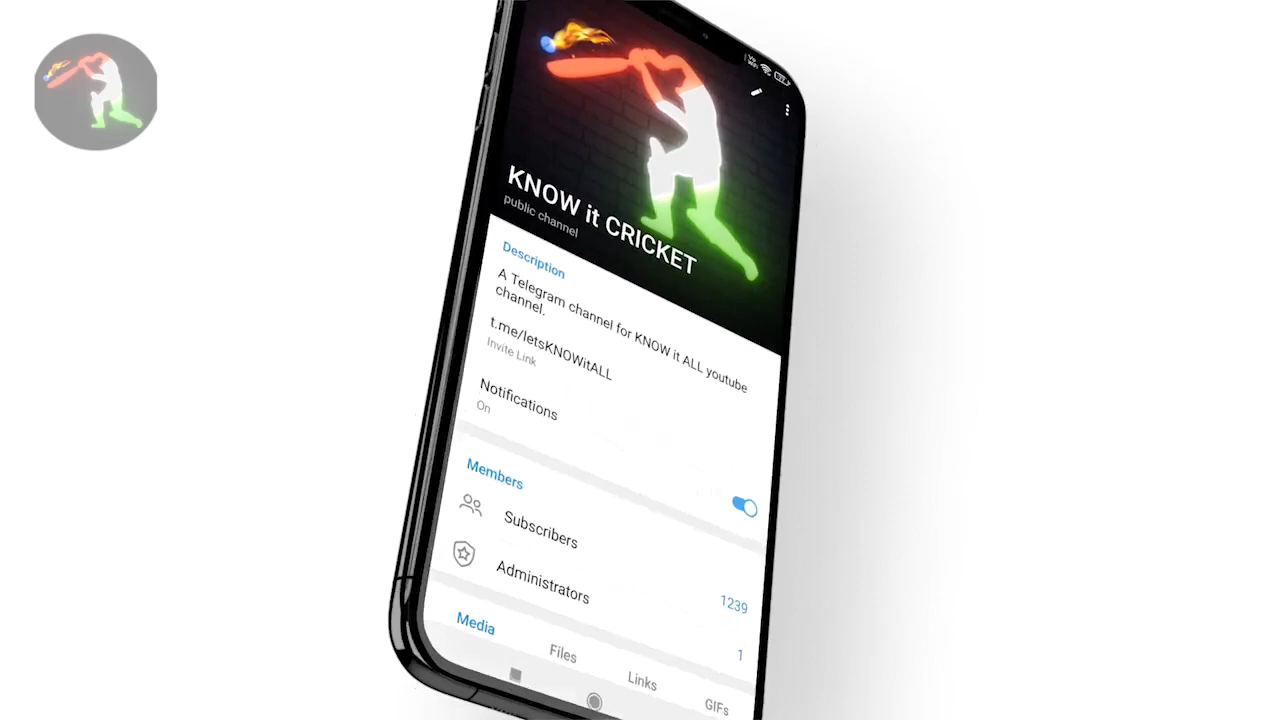 KNOW it CRICKET
public channel
Description
A Telegram channel for KNOW it ALL youtube
channel.
t.me/letsKNOWitALL
Invite Link
Notifications
On
Members
Subscribers
1239
Administrators
1
Media
Files
Links
GIFs